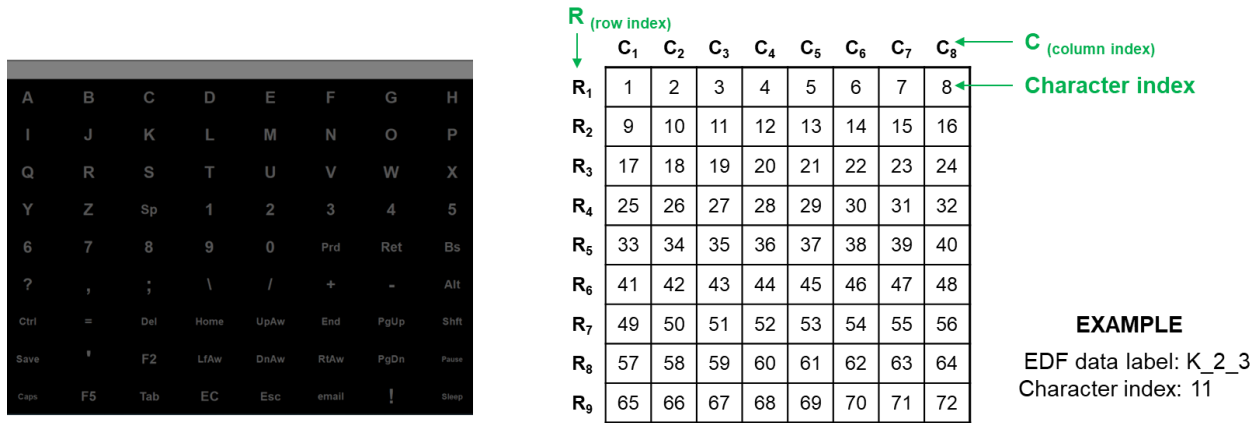 A B C D E F G H
I J K L M N O P
Q R S T U V W X
Y Z Sp 1 2 3 4 5
6 7 8 9 0 Prd Ret Bs
? , ; \ / + - Alt
Ctrl = Del Home UpAw End PgUp Shft
Save ' F2 LfAw DnAw RtAw PgDn Pause
Caps F5 Tab EC Esc email ! Sleep
R (row index)
C1 C2 C3 C4 C5 C6 C7 C8
C (column index)
R1 1 2 3 4 5 6 7 8
Character index
R2 9 10 11 12 13 14 15 16
R3 17 18 19 20 21 22 23 24
R4 25 26 27 28 29 30 31 32
R5 33 34 35 36 37 38 39 40
R6 41 42 43 44 45 46 47 48
R7 49 50 51 52 53 54 55 56
R8 57 58 59 60 61 62 63 64
R9 65 66 67 68 69 70 71 72
EXAMPLE
EDF data label: K_2_3
Character index: 11